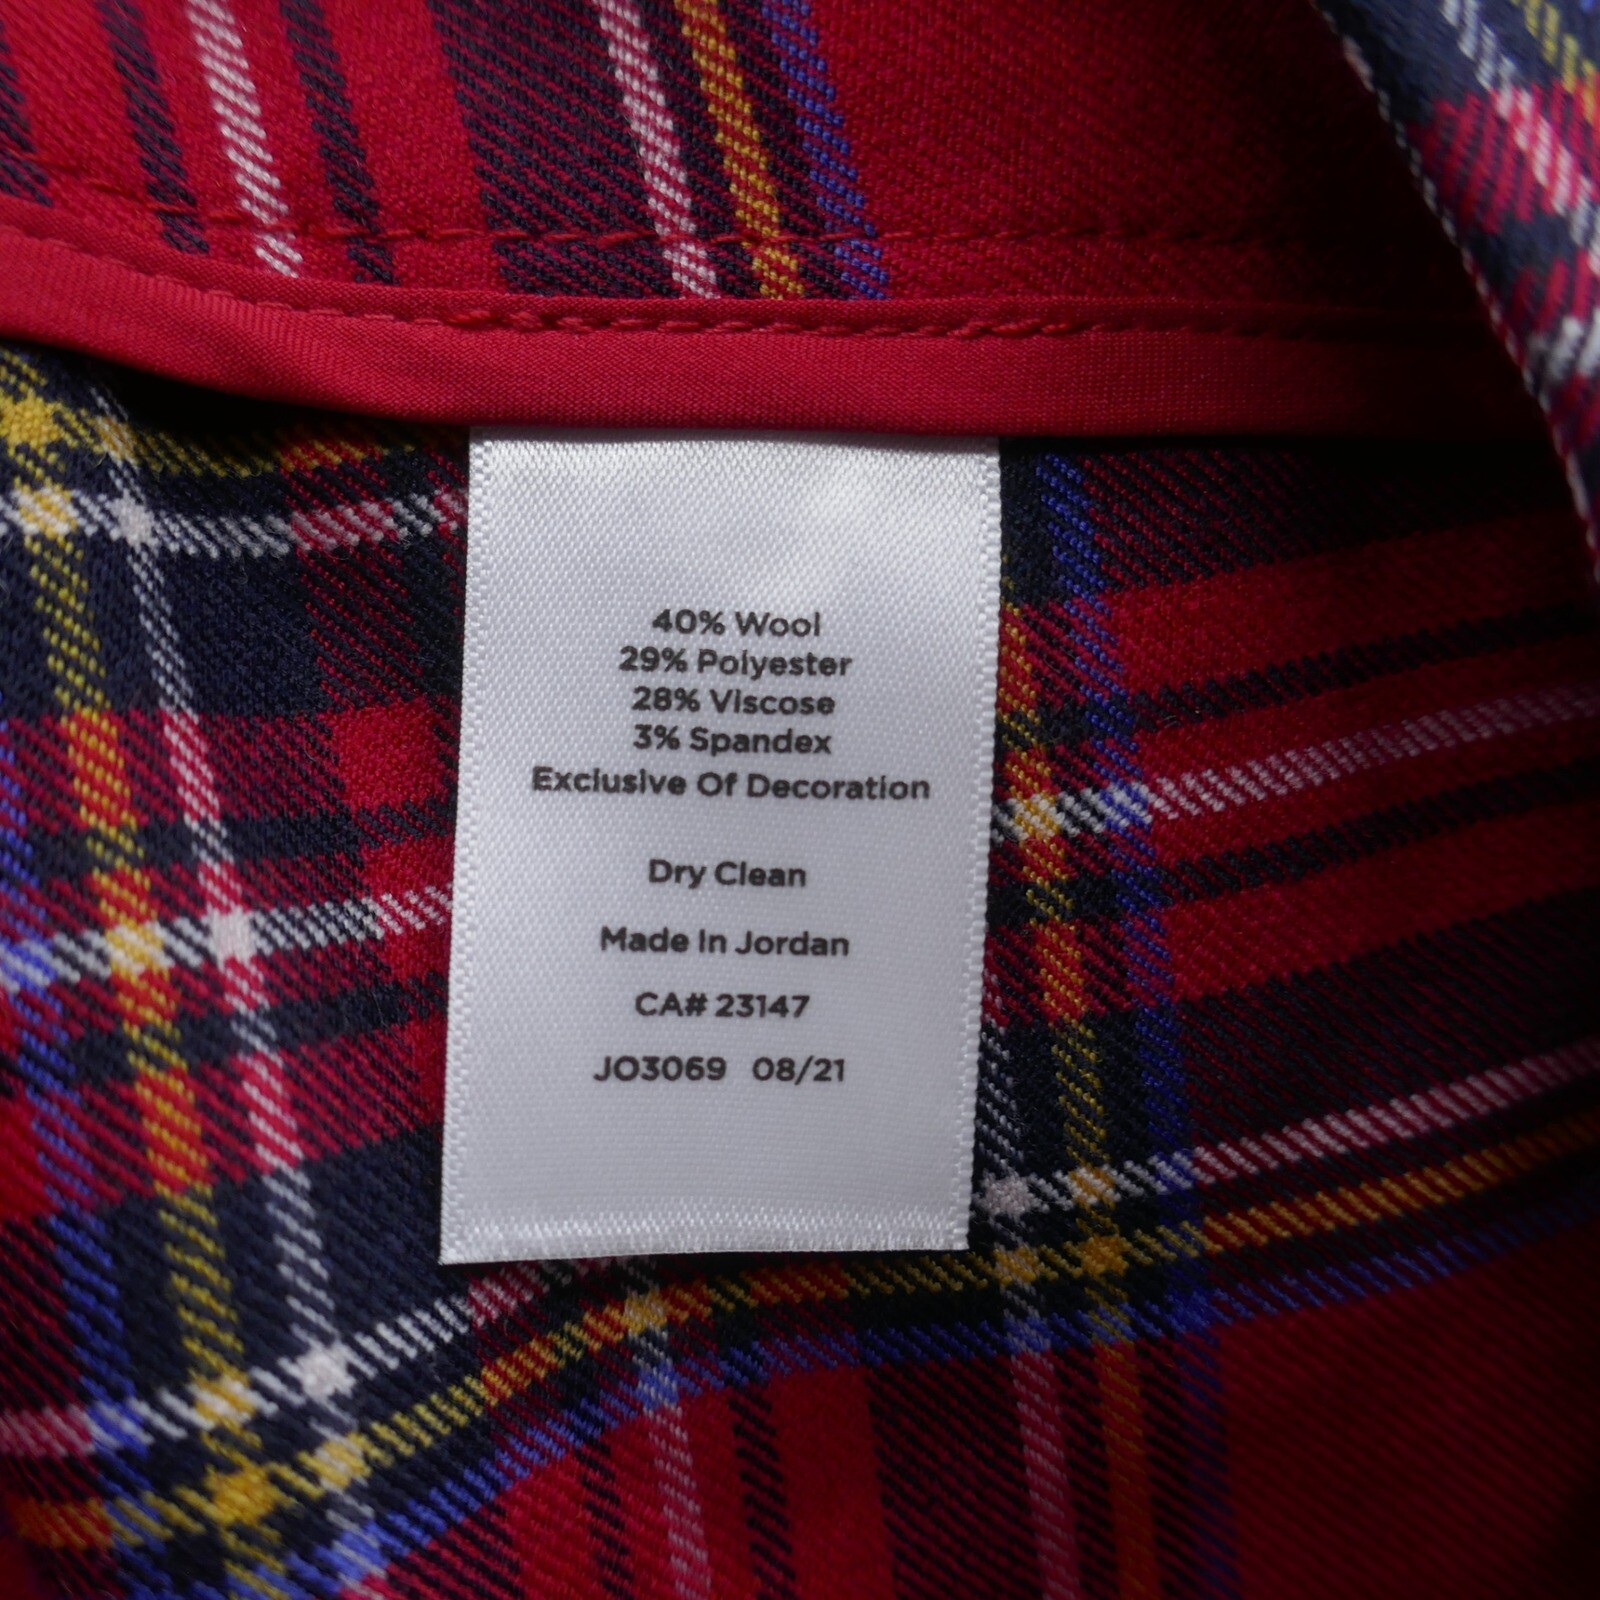 40% Wool
29% Polyester
28% Viscose
3% Spandex
Exclusive Of Decoration
Dry Clean
Made In Jordan
CA# 23147
JO3069 08/21